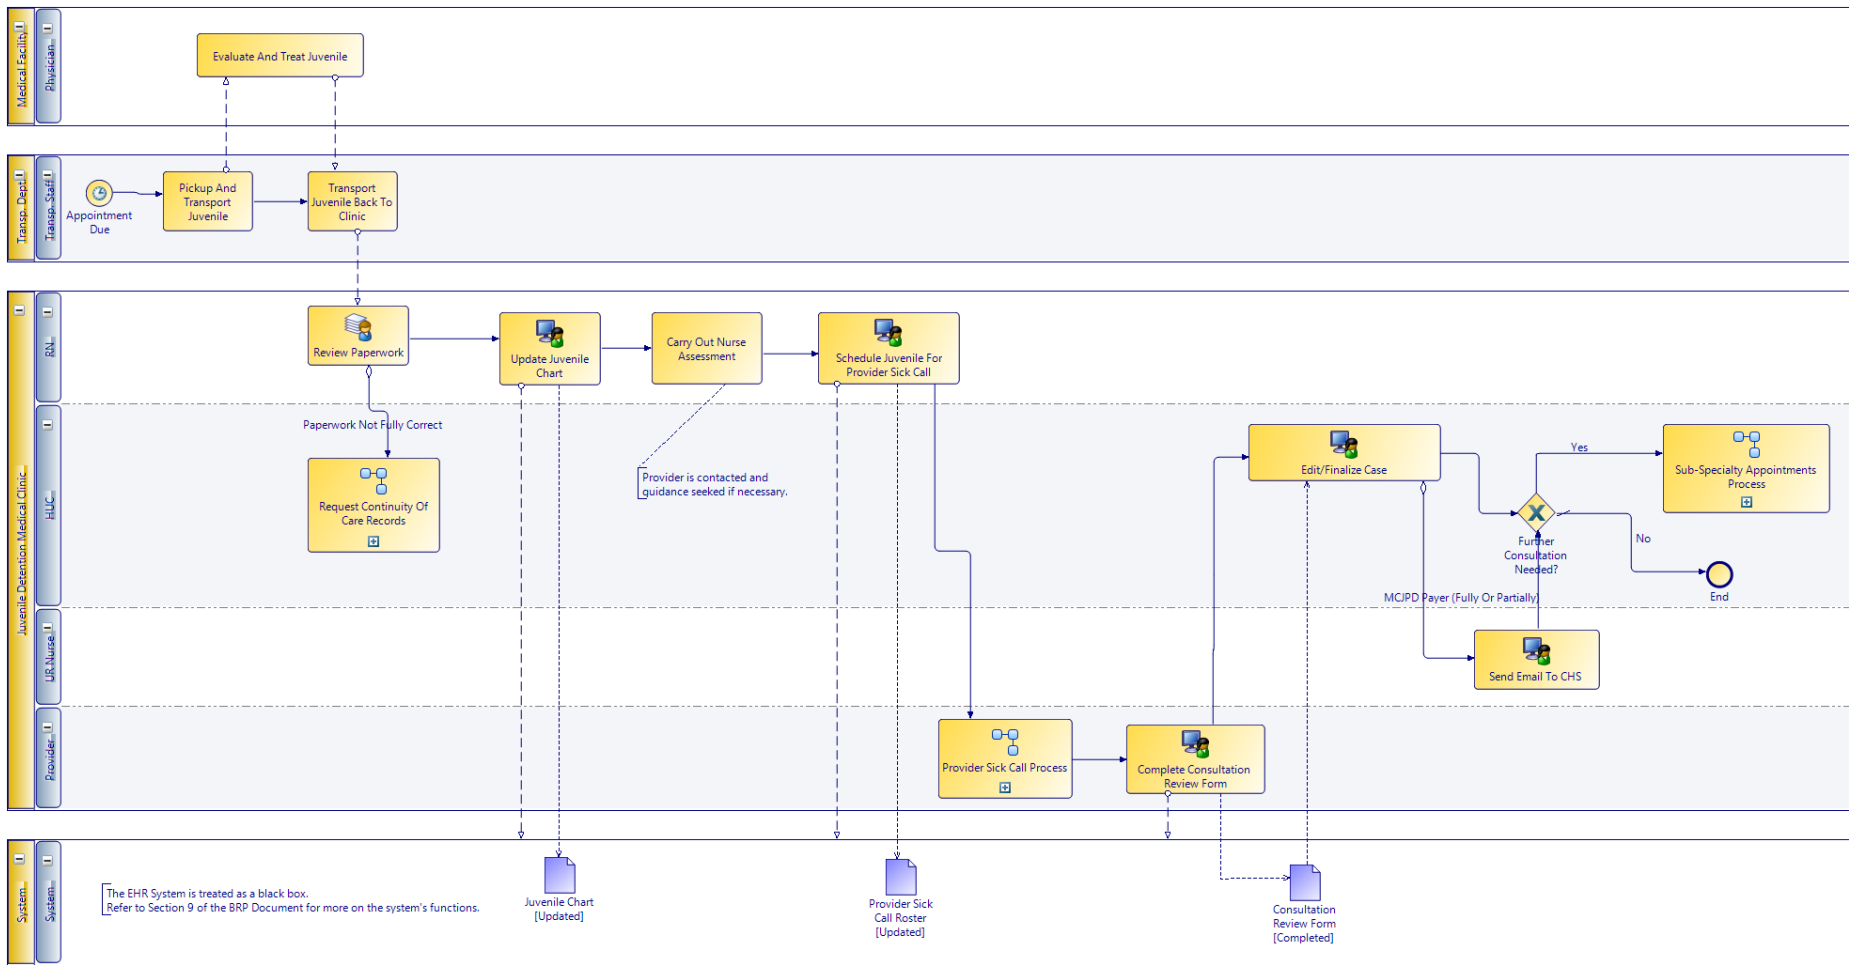 Medical Facility
Physician
Evaluate And Treat Juvenile
Transp. Dept.
Transp. Staff
Appointment
Due
Pickup And
Transport
Juvenile
Transport
Juvenile Back To
Clinic
Juvenile Detention Medical Clinic
RN
Review Paperwork
Update Juvenile
Chart
Carry Out Nurse
Assessment
Schedule Juvenile For
Provider Sick Call
HUC
Paperwork Not Fully Correct
Request Continuity Of
Care Records
Provider is contacted and
guidance seeked if necessary.
Edit/Finalize Case
Further
Consultation
Needed?
Yes
Sub-Specialty Appointments
Process
No
End
MCJPD Payer (Fully Or Partially)
UR Nurse
Send Email To CHS
Provider
Provider Sick Call Process
Complete Consultation
Review Form
System
System
The EHR System is treated as a black box.
Refer to Section 9 of the BRP Document for more on the system's functions.
Juvenile Chart
[Updated]
Provider Sick
Call Roster
[Updated]
Consultation
Review Form
[Completed]